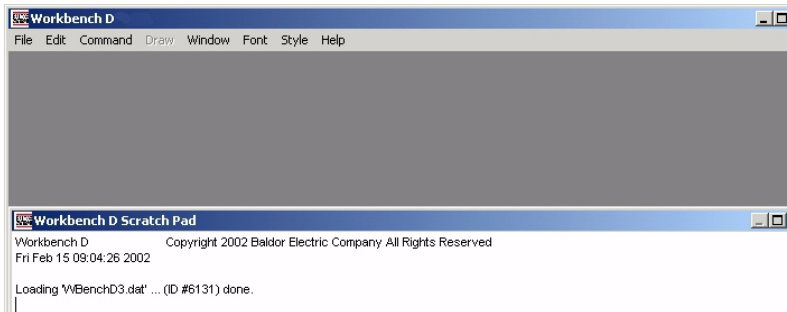 Workbench D
File Edit Command Draw Window Font Style Help
Workbench D Scratch Pad
Workbench D Copyright 2002 Baldor Electric Company All Rights Reserved
Fri Feb 15 09:04:26 2002
Loading 'WBenchD3.dat' ... (ID #6131) done.